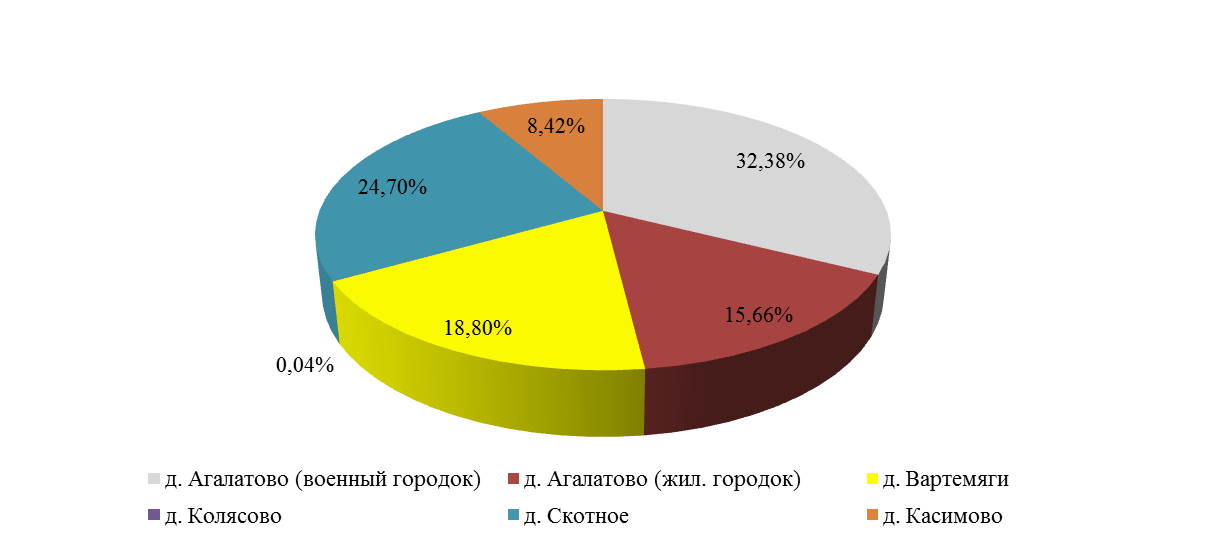 8,42%
32,38%
24,70%
15,66%
18,80%
0,04%
д. Агалатово (военный городок)
д. Агалатово (жил. городок)
д. Вартемяги
д. Колясово
д. Скотное
д. Касимово